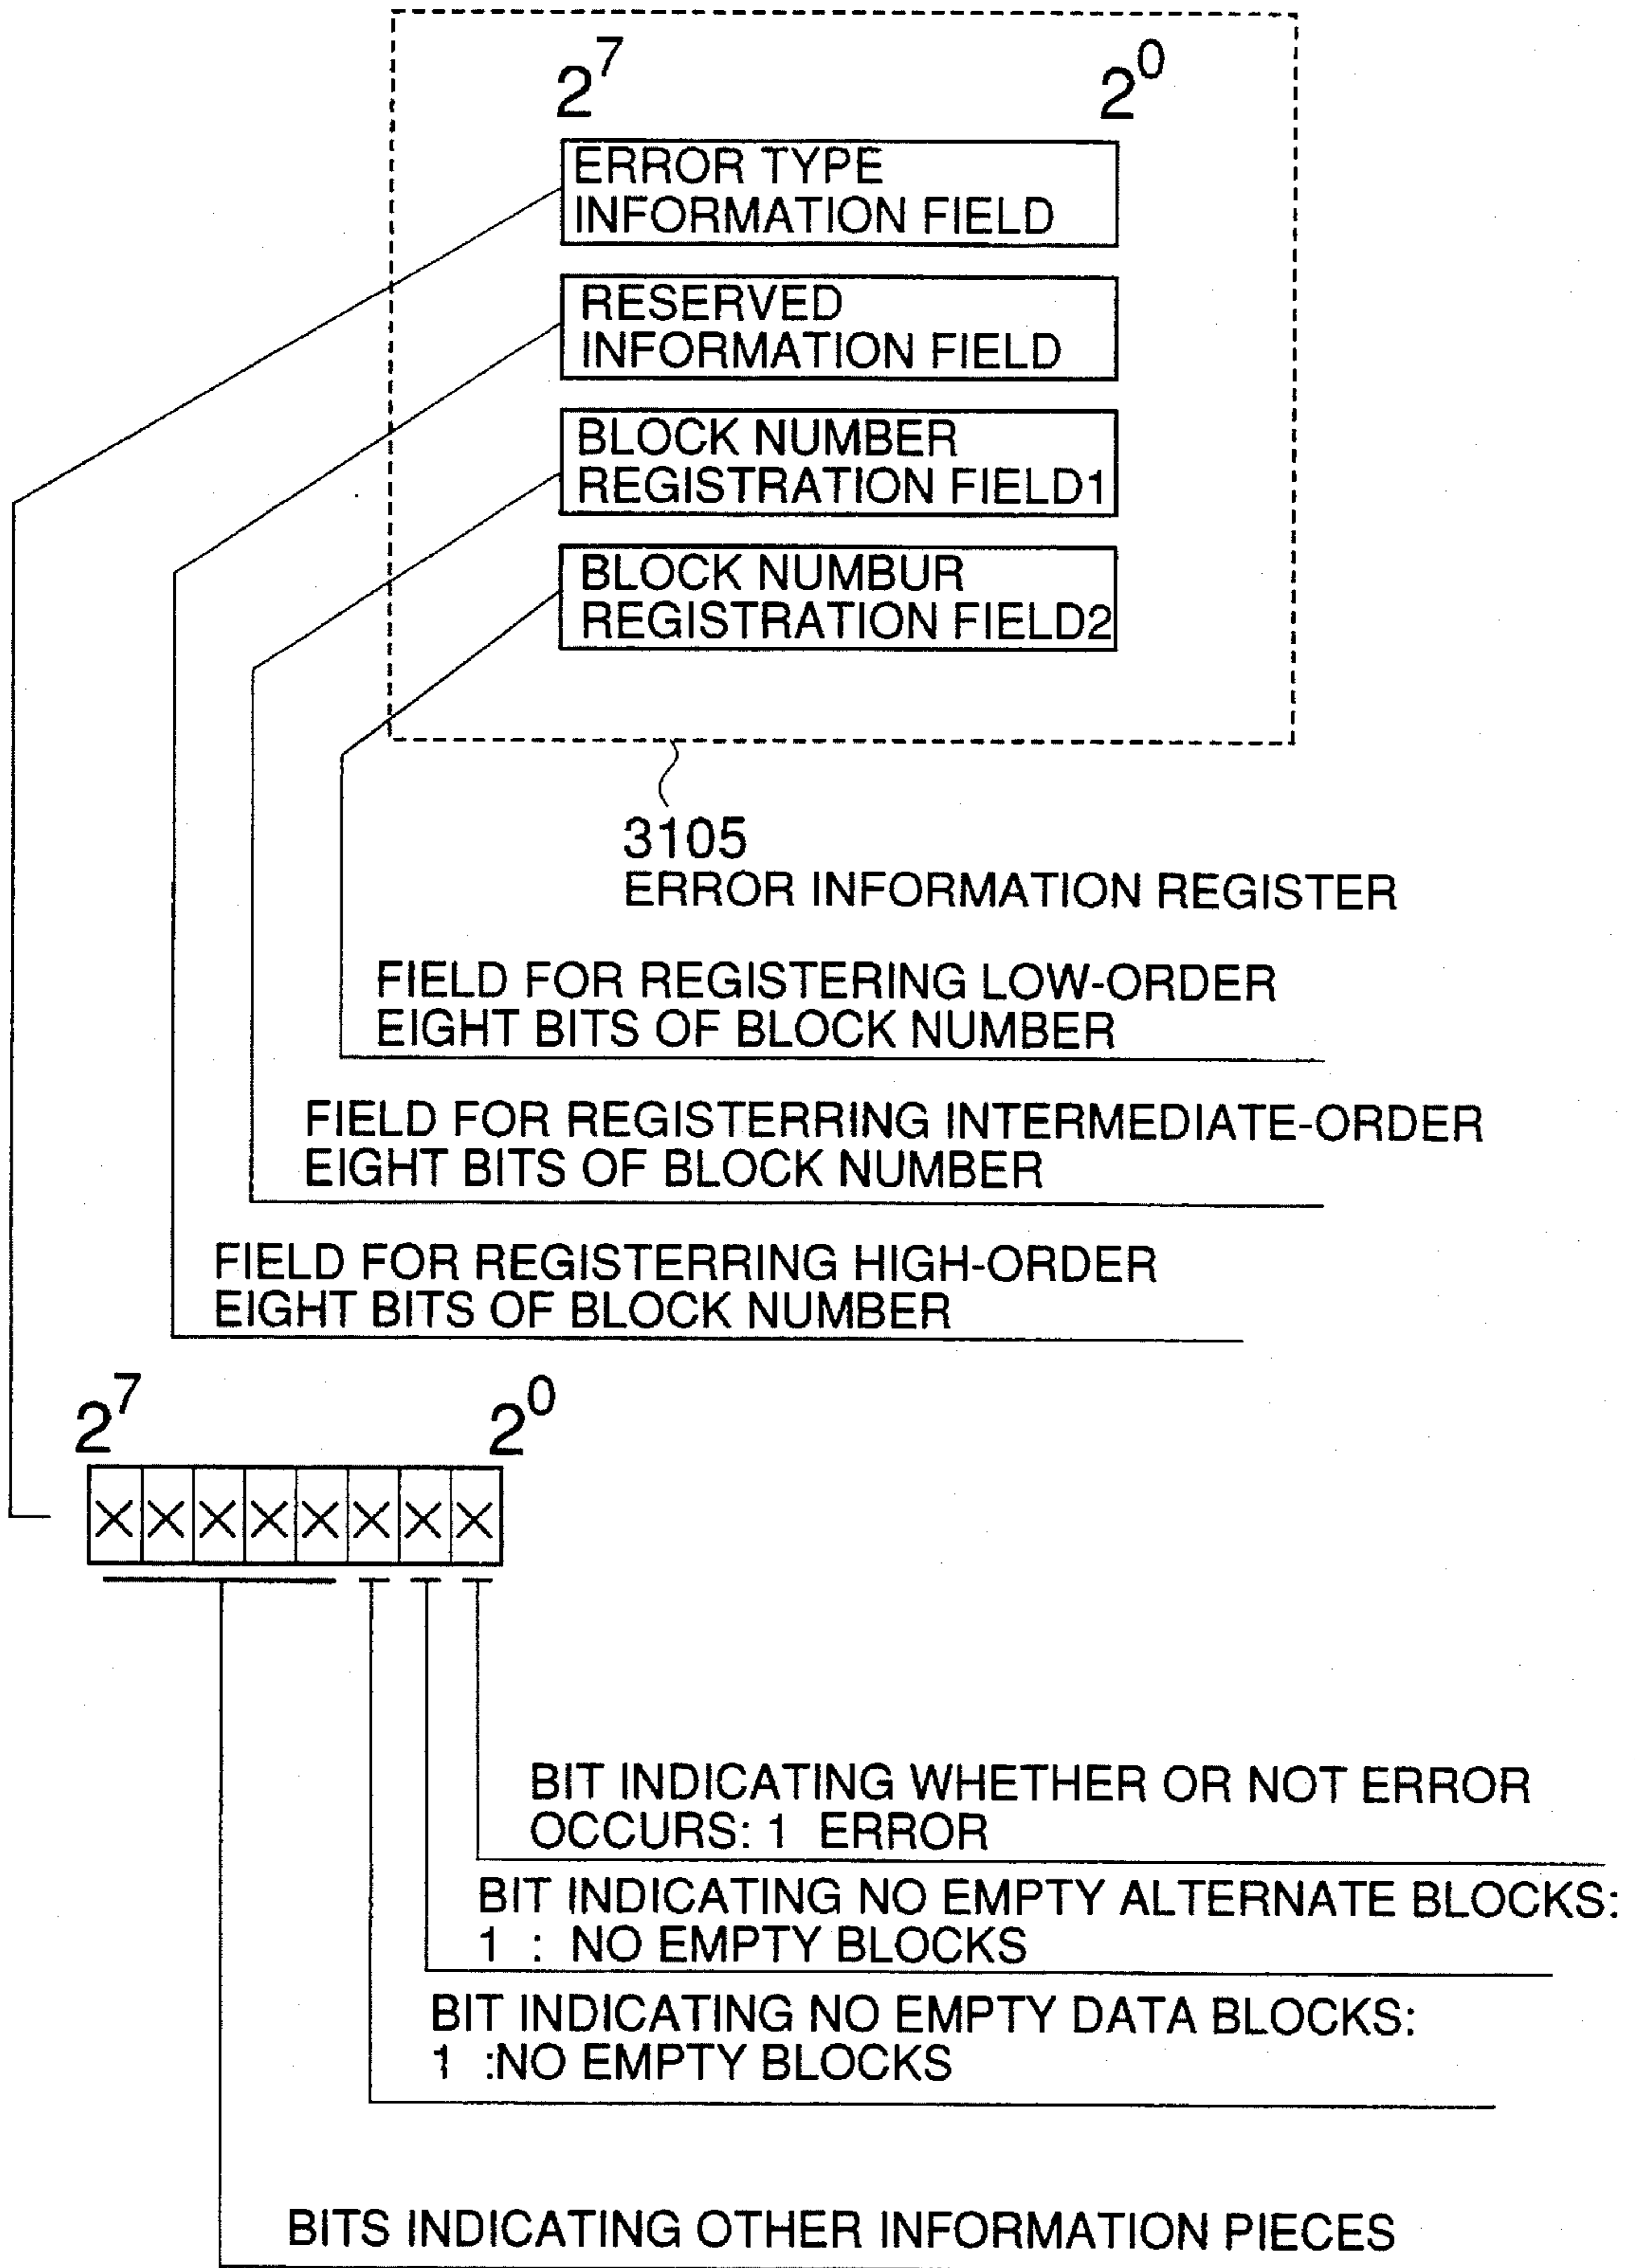 2^7 2^0
ERROR TYPE
INFORMATION FIELD
RESERVED
INFORMATION FIELD
BLOCK NUMBER
REGISTRATION FIELD1
BLOCK NUMBUR
REGISTRATION FIELD2
3105
ERROR INFORMATION REGISTER
FIELD FOR REGISTERING LOW-ORDER
EIGHT BITS OF BLOCK NUMBER
FIELD FOR REGISTERRING INTERMEDIATE-ORDER
EIGHT BITS OF BLOCK NUMBER
FIELD FOR REGISTERRING HIGH-ORDER
EIGHT BITS OF BLOCK NUMBER
2^7 2^0
X X X X X X X X
BIT INDICATING WHETHER OR NOT ERROR
OCCURS: 1 ERROR
BIT INDICATING NO EMPTY ALTERNATE BLOCKS:
1 : NO EMPTY BLOCKS
BIT INDICATING NO EMPTY DATA BLOCKS:
1 :NO EMPTY BLOCKS
BITS INDICATING OTHER INFORMATION PIECES